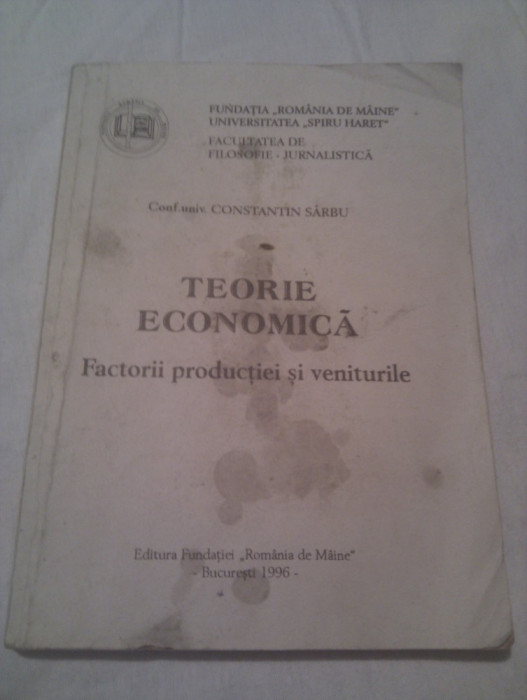 FUNDAȚIA „ROMÂNIA DE MÂINE"
UNIVERSITATEA „SPIRU HARET"
FACULTATEA DE
FILOSOFIE - JURNALISTICĂ
Conf.univ. CONSTANTIN SÂRBU
TEORIE
ECONOMICĂ
Factorii producției și veniturile
Editura Fundației „România de Mâine"
- București 1996 -